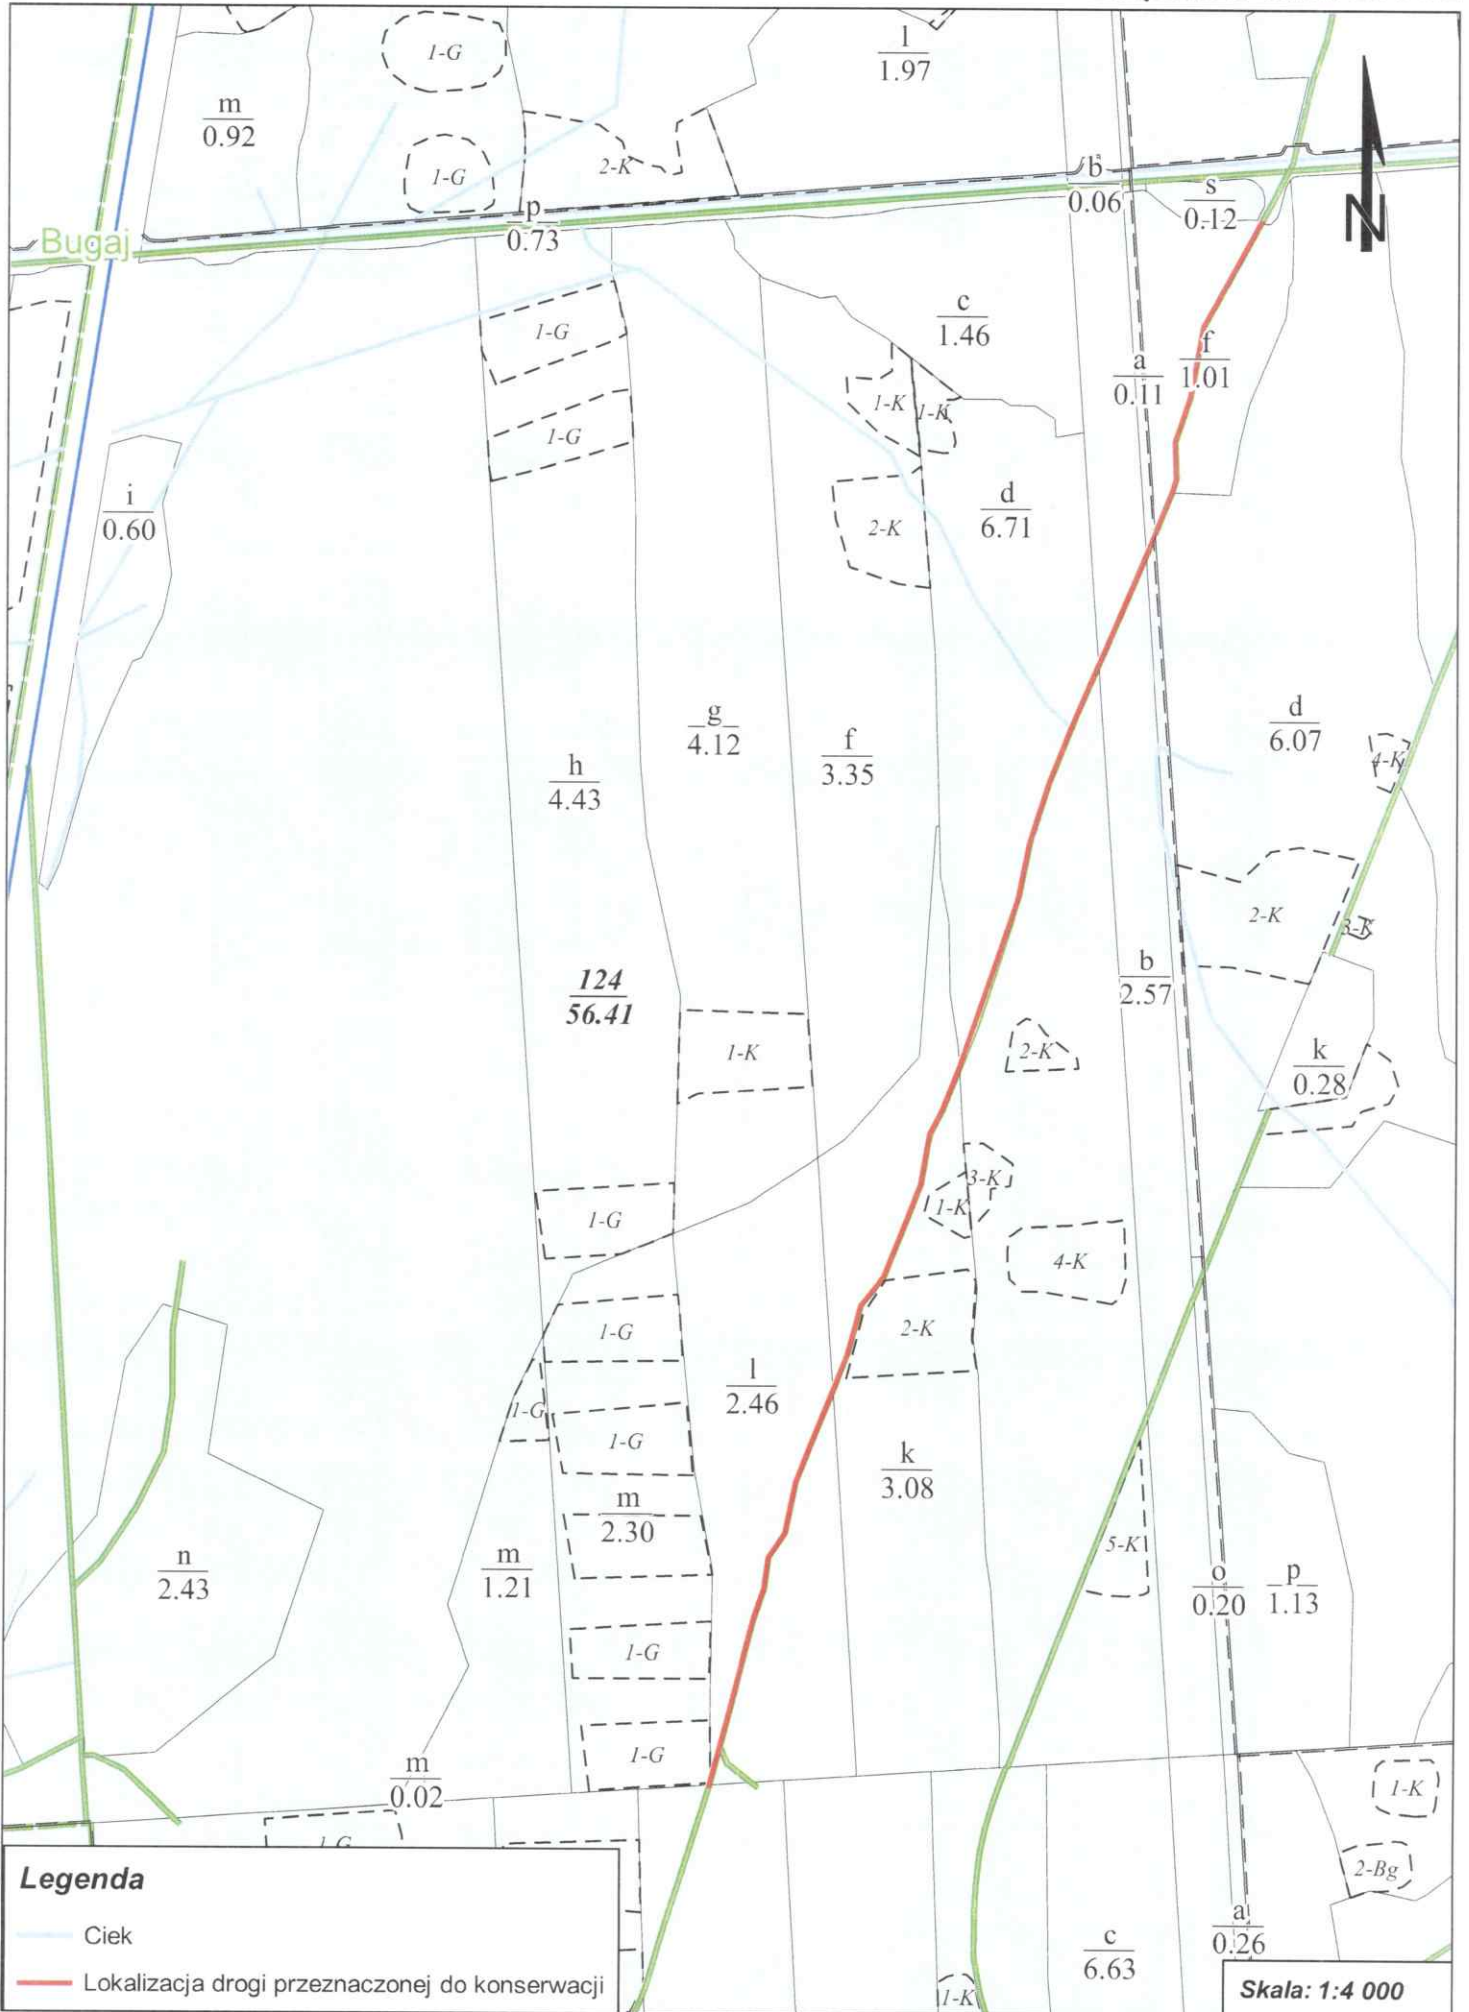 1-G
l
1.97
m
0.92
1-G
2-K
N
b
0.06
s
0.12
p
0.73
Bugaj
c
1.46
1-G
a
0.11
f
1.01
1-K
1-K
1-G
i
0.60
2-K
d
6.71
g
4.12
f
3.35
d
6.07
4-K
h
4.43
2-K
3-K
124
56.41
b
2.57
1-K
2-K
k
0.28
3-K
1-K
1-G
4-K
1-G
2-K
l
2.46
1-G
1-G
k
3.08
m
2.30
5-K
n
2.43
m
1.21
o
0.20
p
1.13
1-G
1-G
m
0.02
1-K
1-G
2-Bg
a
0.26
c
6.63
1-K
Legenda
Ciek
Lokalizacja drogi przeznaczonej do konserwacji
Skala: 1:4 000